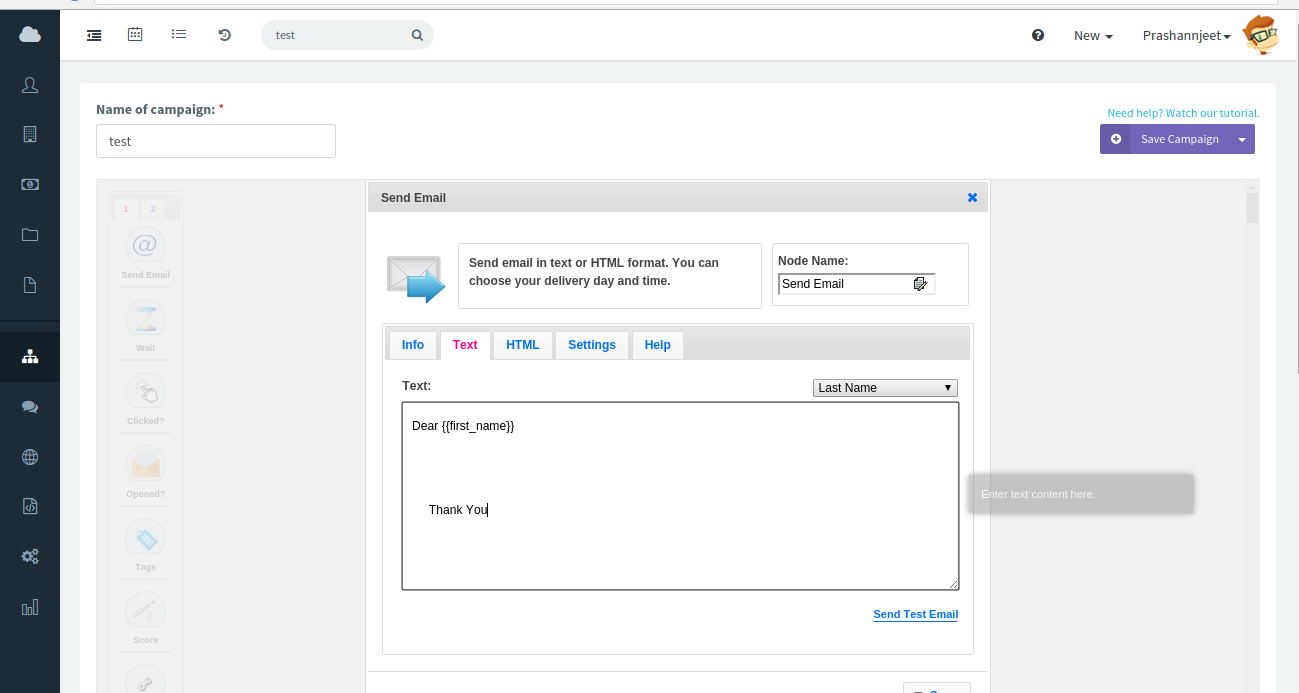 test
New
Prashannjeet
Name of campaign: *
test
Need help? Watch our tutorial.
Save Campaign
1 2
Send Email
Wait
Clicked?
Opened?
Tags
Score
Send Email
Send email in text or HTML format. You can
choose your delivery day and time.
Node Name:
Send Email
Info Text HTML Settings Help
Text:
Last Name
Dear {{first_name}}
Thank You
Enter text content here.
Send Test Email